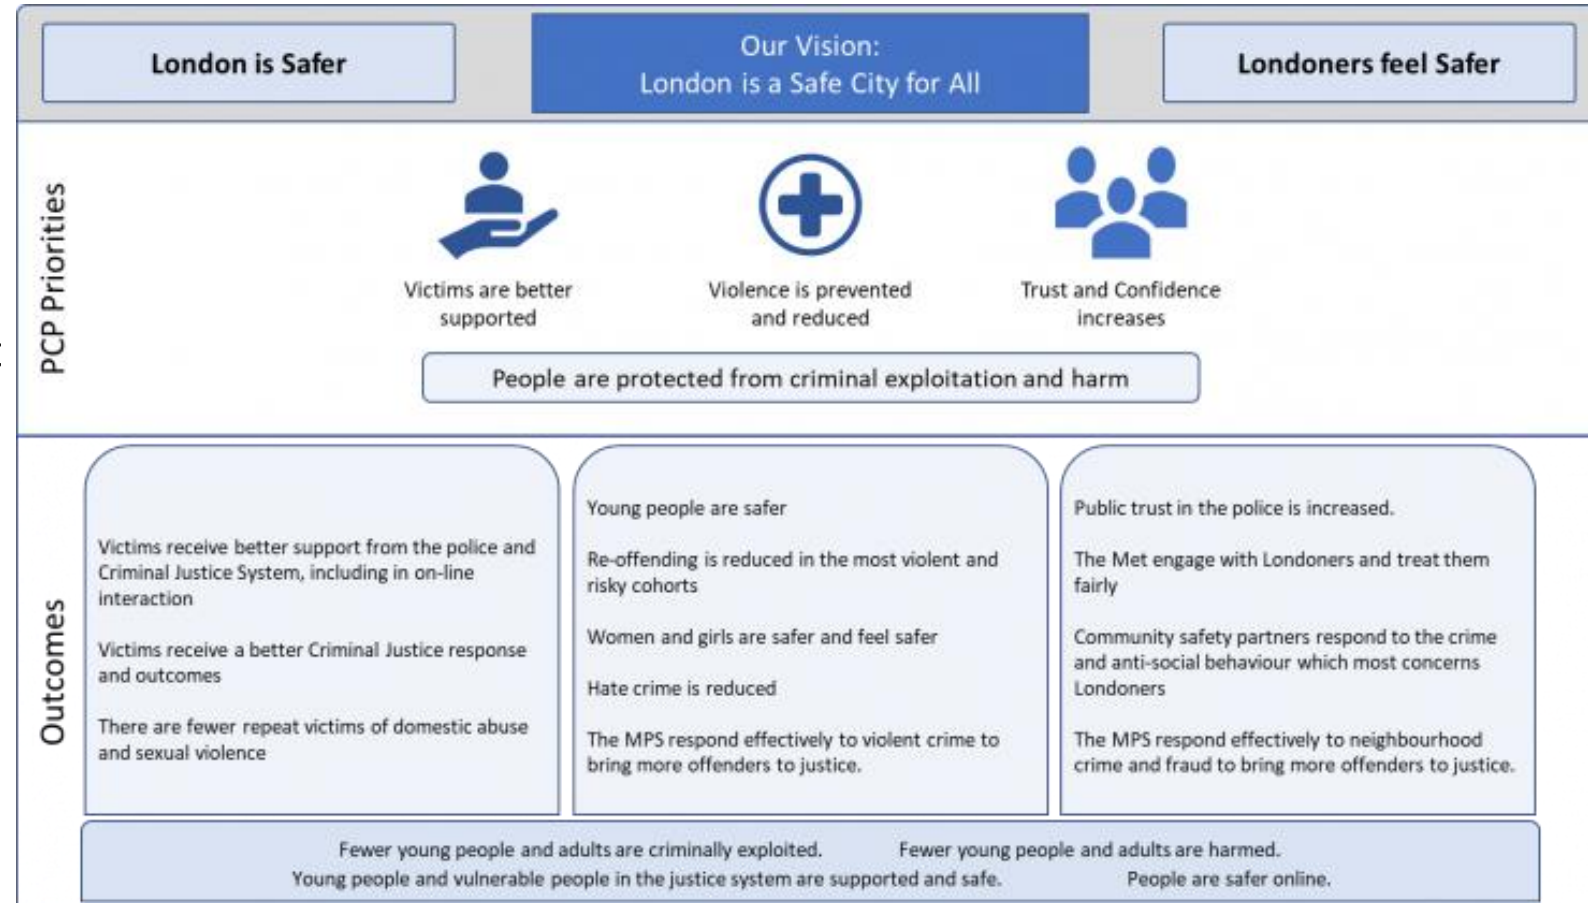 London is Safer
Our Vision:
London is a Safe City for All
Londoners feel Safer
PCP Priorities
Victims are better
supported
Violence is prevented
and reduced
Trust and Confidence
increases
People are protected from criminal exploitation and harm
Outcomes
Victims receive better support from the police and
Criminal Justice System, including in on-line
interaction
Victims receive a better Criminal Justice response
and outcomes
There are fewer repeat victims of domestic abuse
and sexual violence
Young people are safer
Re-offending is reduced in the most violent and
risky cohorts
Women and girls are safer and feel safer
Hate crime is reduced
The MPS respond effectively to violent crime to
bring more offenders to justice.
Public trust in the police is increased.
The Met engage with Londoners and treat them
fairly
Community safety partners respond to the crime
and anti-social behaviour which most concerns
Londoners
The MPS respond effectively to neighbourhood
crime and fraud to bring more offenders to justice.
Fewer young people and adults are criminally exploited. Fewer young people and adults are harmed.
Young people and vulnerable people in the justice system are supported and safe. People are safer online.